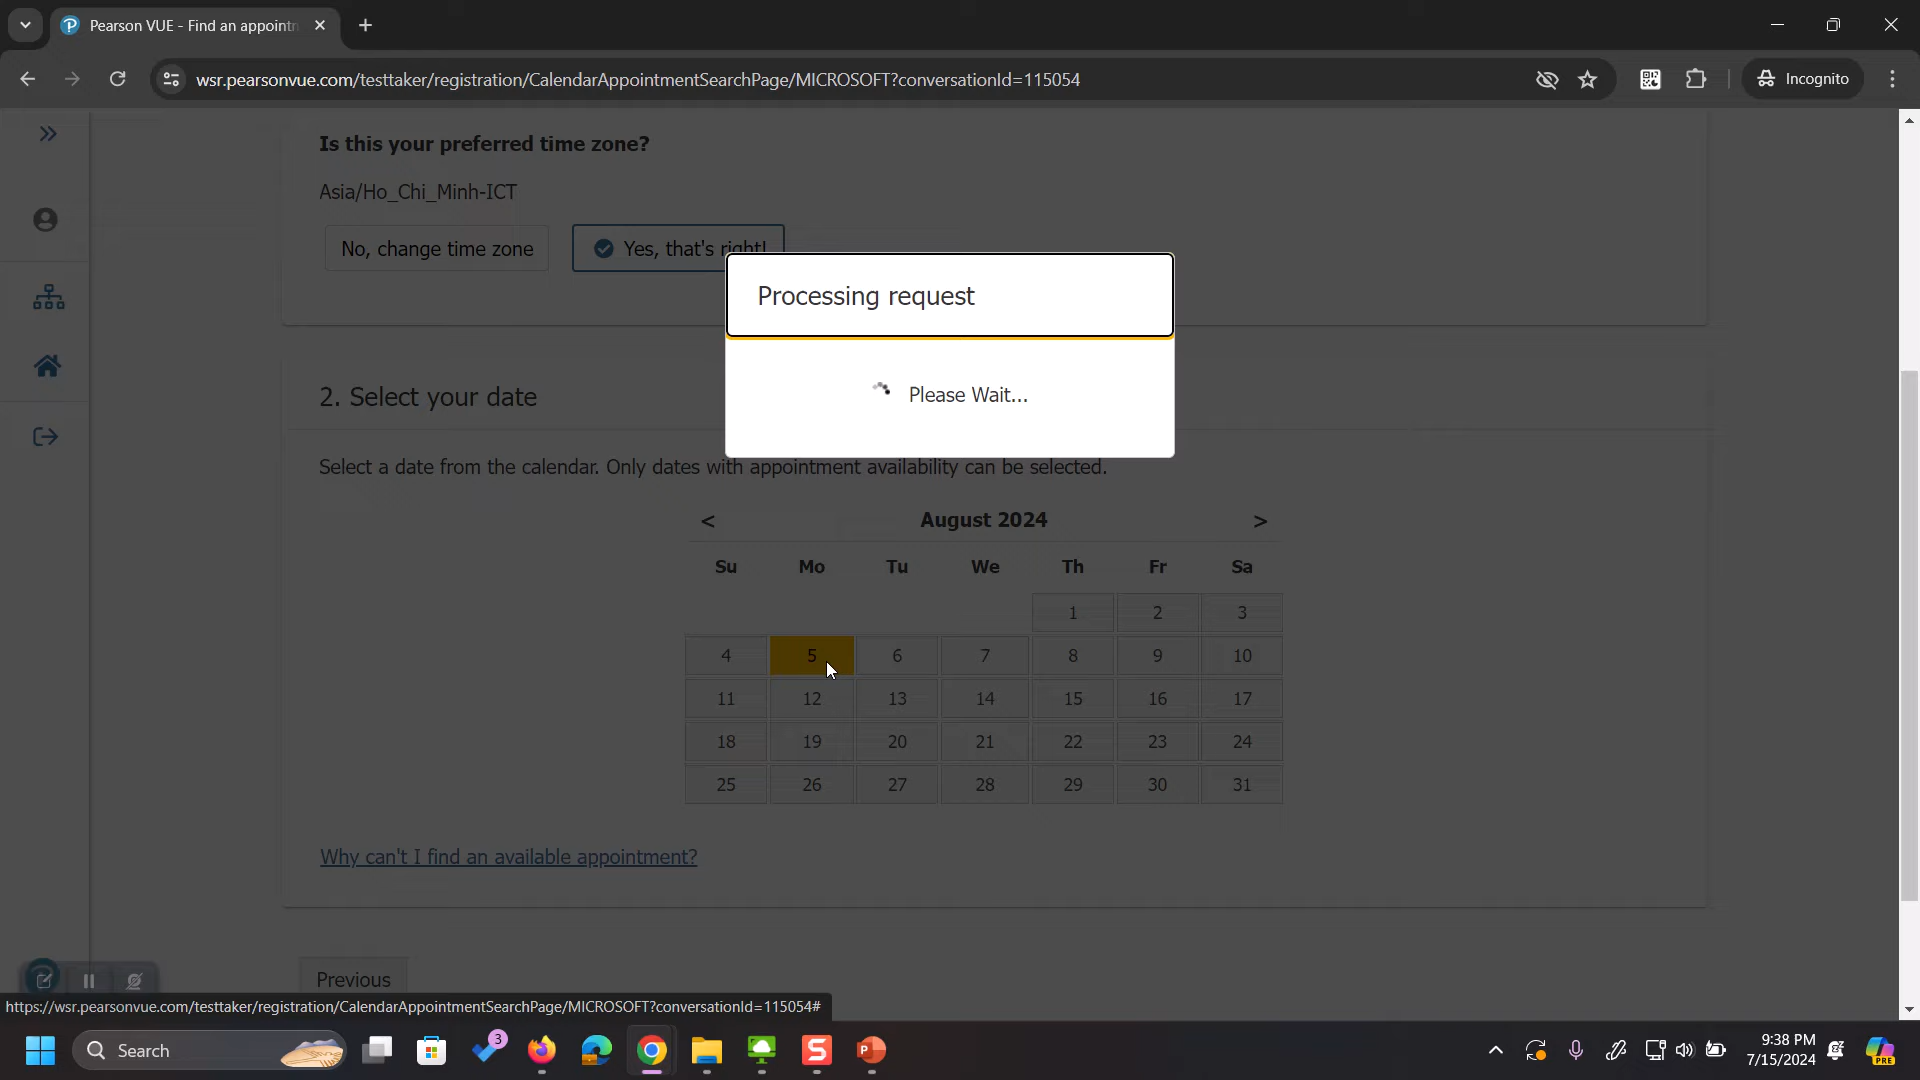 Pearson VUE - Find an appointn
wsr.pearsonvue.com/testtaker/registration/CalendarAppointmentSearchPage/MICROSOFT?conversationId=115054
Incognito
Is this your preferred time zone?
Asia/Ho_Chi_Minh-ICT
No, change time zone
Yes, that's right!
Processing request
Please Wait...
2. Select your date
Select a date from the calendar. Only dates with appointment availability can be selected.
< August 2024 >
Su Mo Tu We Th Fr Sa
1 2 3
4 5 6 7 8 9 10
11 12 13 14 15 16 17
18 19 20 21 22 23 24
25 26 27 28 29 30 31
Why can't I find an available appointment?
Previous
https://wsr.pearsonvue.com/testtaker/registration/CalendarAppointmentSearchPage/MICROSOFT?conversationId=115054#
Search
3
S
P
PRE
9:38 PM
7/15/2024